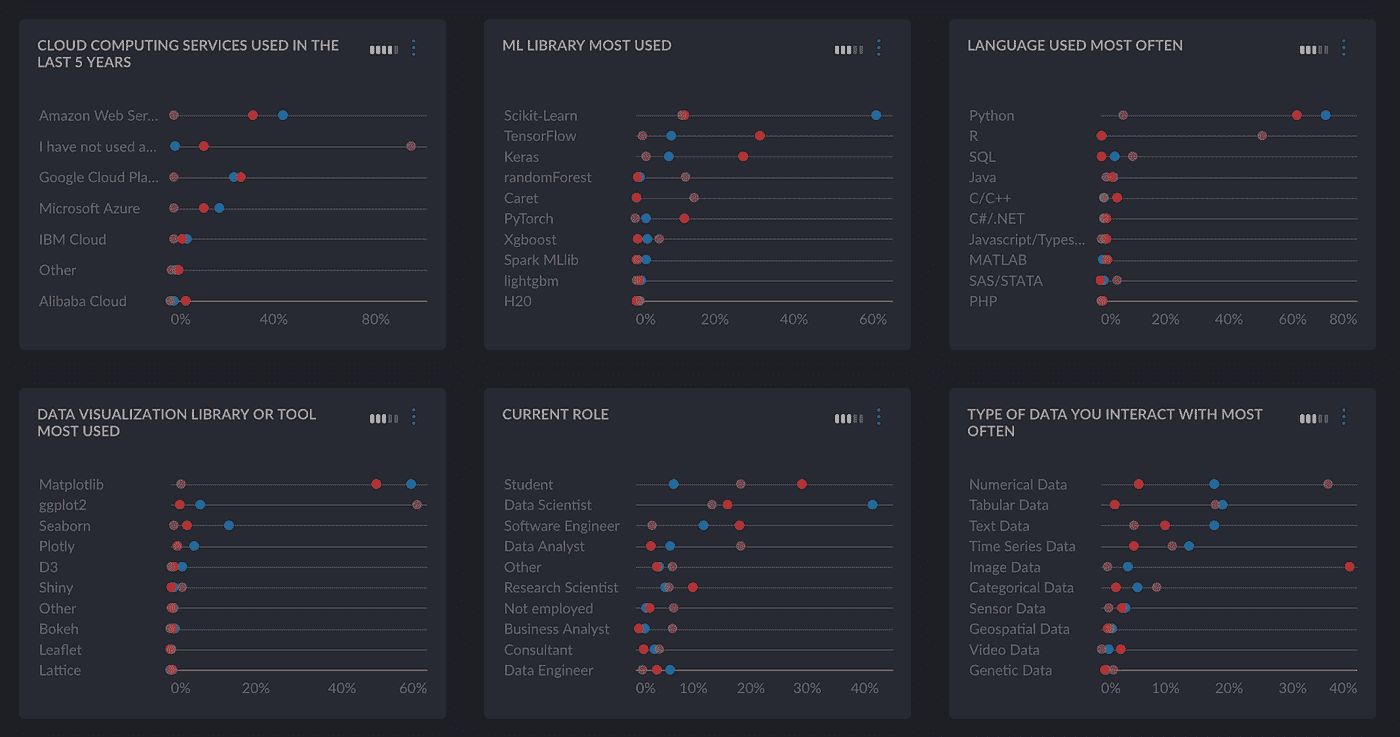 CLOUD COMPUTING SERVICES USED IN THE
LAST 5 YEARS
Amazon Web Ser...
I have not used a...
Google Cloud Pla...
Microsoft Azure
IBM Cloud
Other
Alibaba Cloud
0% 40% 80%
ML LIBRARY MOST USED
Scikit-Learn
TensorFlow
Keras
randomForest
Caret
PyTorch
Xgboost
Spark MLlib
lightgbm
H20
0% 20% 40% 60%
LANGUAGE USED MOST OFTEN
Python
R
SQL
Java
C/C++
C#/.NET
Javascript/Types...
MATLAB
SAS/STATA
PHP
0% 20% 40% 60% 80%
DATA VISUALIZATION LIBRARY OR TOOL
MOST USED
Matplotlib
ggplot2
Seaborn
Plotly
D3
Shiny
Other
Bokeh
Leaflet
Lattice
0% 20% 40% 60%
CURRENT ROLE
Student
Data Scientist
Software Engineer
Data Analyst
Other
Research Scientist
Not employed
Business Analyst
Consultant
Data Engineer
0% 10% 20% 30% 40%
TYPE OF DATA YOU INTERACT WITH MOST
OFTEN
Numerical Data
Tabular Data
Text Data
Time Series Data
Image Data
Categorical Data
Sensor Data
Geospatial Data
Video Data
Genetic Data
0% 10% 20% 30% 40%